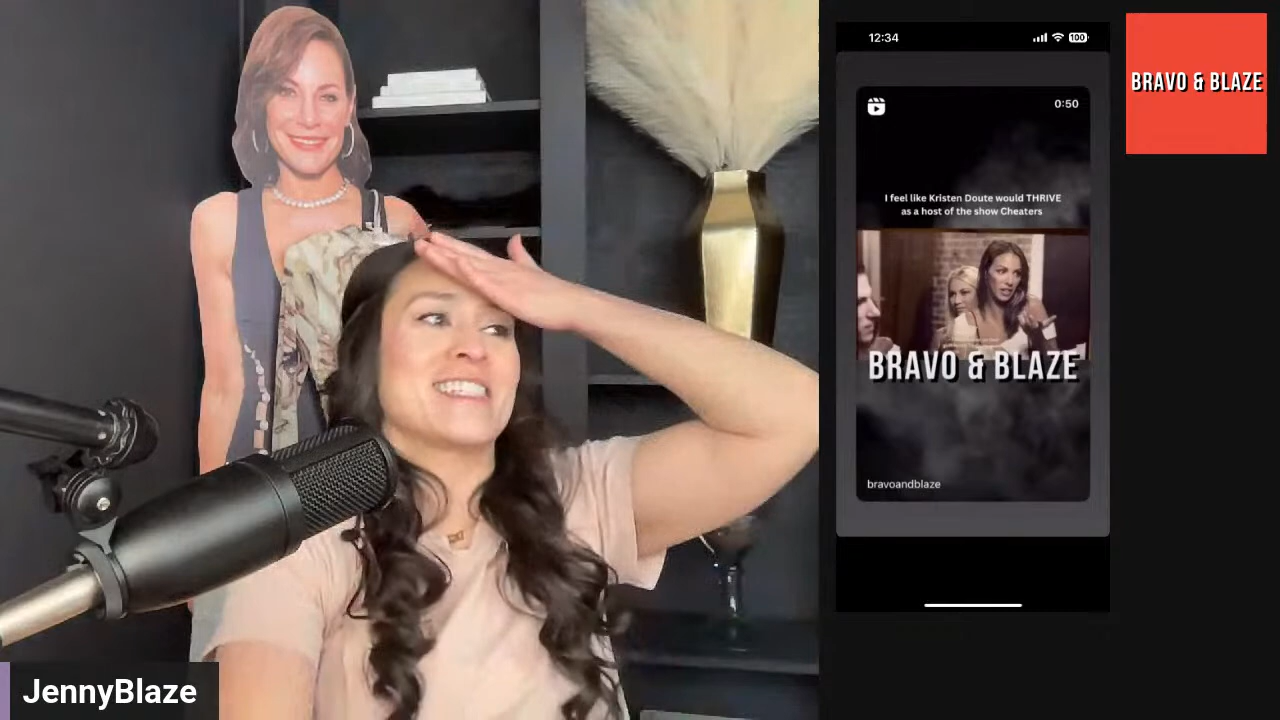 12:34
100
0:50
I feel like Kristen Doute would THRIVE
as a host of the show Cheaters
BRAVO & BLAZE
bravoandblaze
BRAVO & BLAZE
JennyBlaze